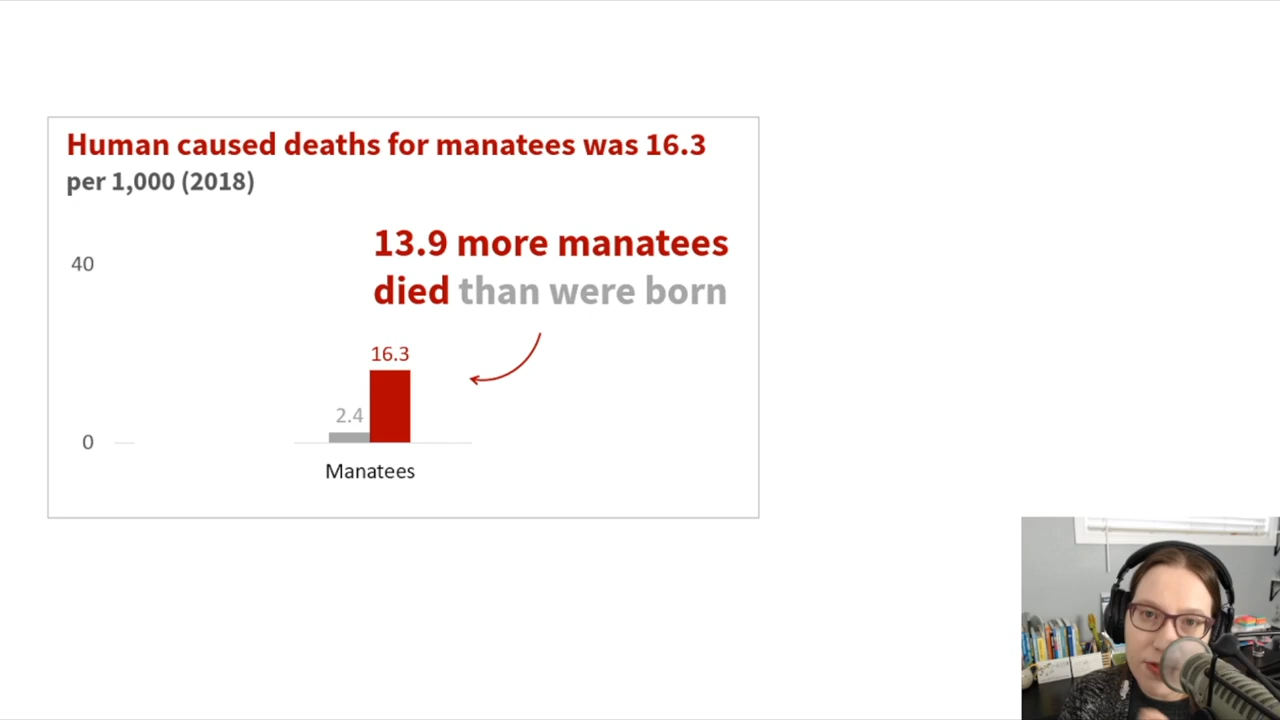 Human caused deaths for manatees was 16.3
per 1,000 (2018)
13.9 more manatees
died than were born
40
16.3
2.4
0
Manatees